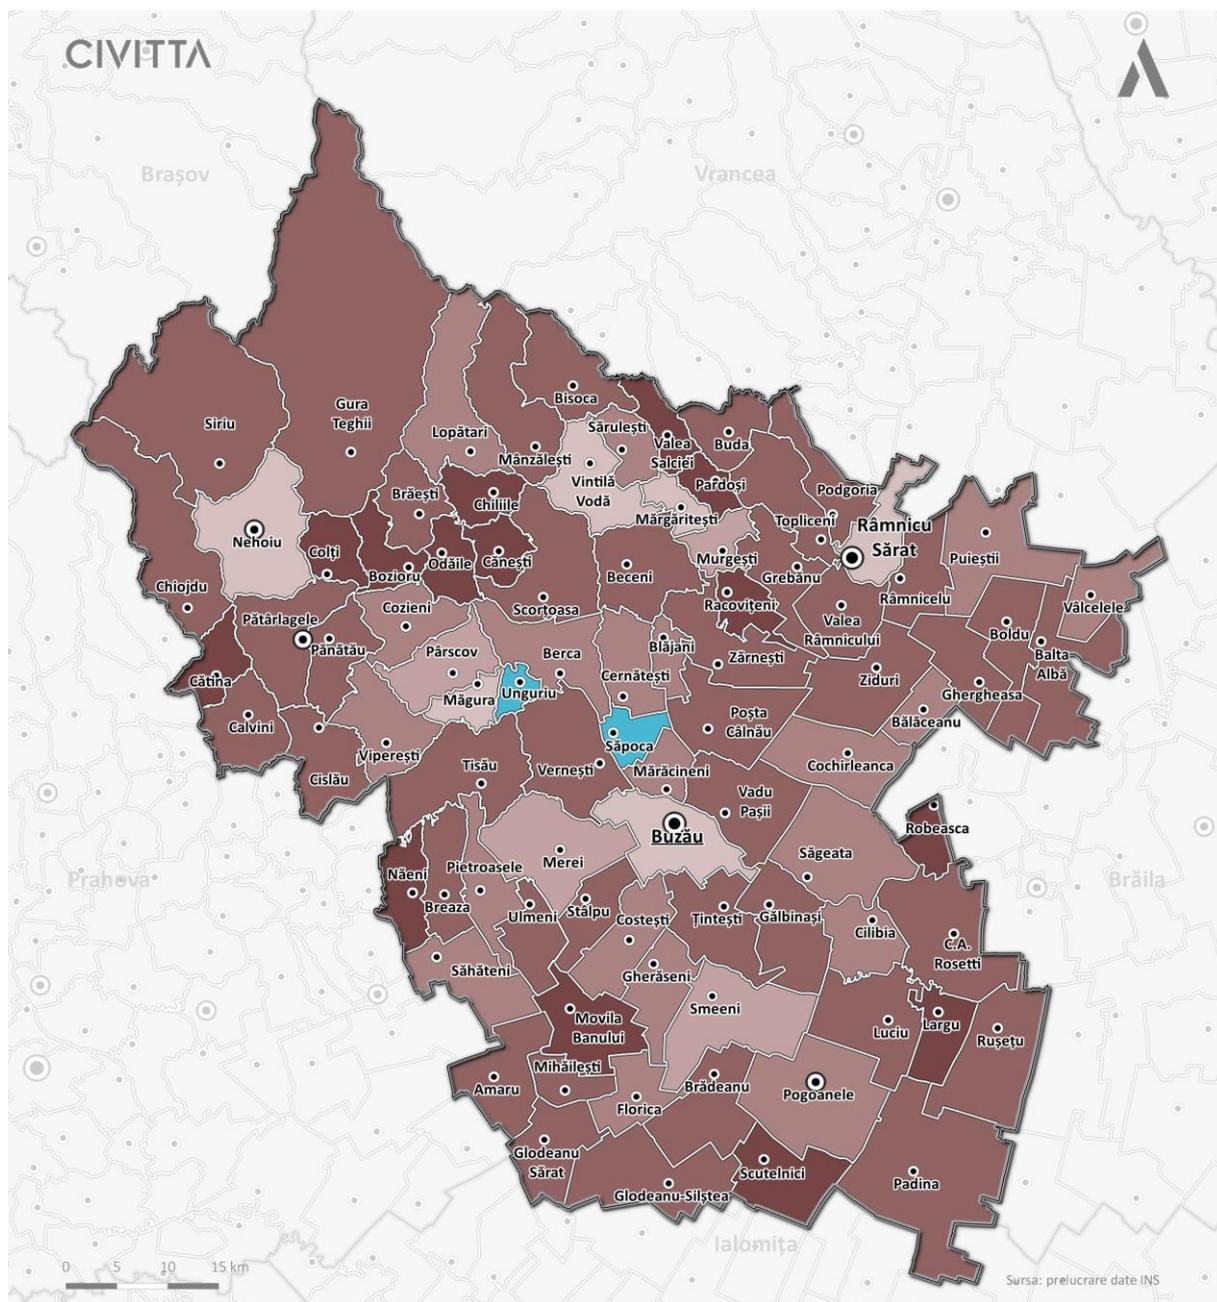 CIVITTA
Brașov
Vrancea
Siriu
Gura
Teghii
Lopătari
Bisoca
Mânzălești
Sărulești
Valea
Salciei
Buda
Vintilă
Vodă
Pardoși
Podgoria
Brăești
Chiliile
Mărgăritești
Topliceni
Râmnicu
Sărat
Nehoiu
Colți
Bozioru
Odăile
Cănești
Beceni
Murgești
Grebănu
Puieștii
Chiojdu
Cozieni
Scorțoasa
Racovițeni
Râmnicelu
Vâlcelele
Pătârlagele
Pănătău
Valea
Râmnicului
Boldu
Balta
Albă
Pârscov
Berca
Blăjani
Zărnești
Cătina
Măgura
Unguriu
Cernătești
Ziduri
Ghergheasa
Calvini
Poșta
Câlnău
Bălăceanu
Viperești
Săpoca
Cislău
Tisău
Vernești
Mărăcineni
Cochirleanca
Vadu
Pașii
Robeasca
Buzău
Merei
Săgeata
Prahova
Brăila
Năeni
Pietroasele
Breaza
Ulmeni
Stâlpu
Costești
Țintești
Gălbinași
Cilibia
C.A.
Rosetti
Săhăteni
Gherăseni
Smeeni
Movila
Banului
Luciu
Largu
Rușețu
Mihăilești
Amaru
Brădeanu
Pogoanele
Florica
Glodeanu
Sărat
Scutelnici
Glodeanu-Siliștea
Padina
Ialomița
0 5 10 15 km
Sursa: prelucrare date INS